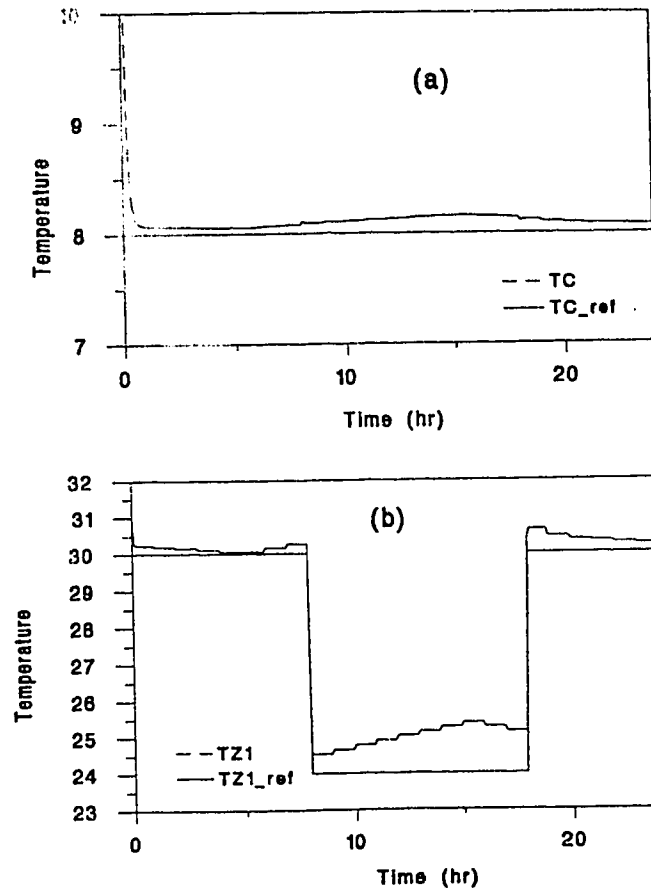 10
(a)
9
Temperature
8
TC
TC_ref
7
0
10
20
Time (hr)
32
(b)
31
30
29
28
Temperature
27
26
25
TZ1
24
TZ1_ref
23
0
10
20
Time (hr)